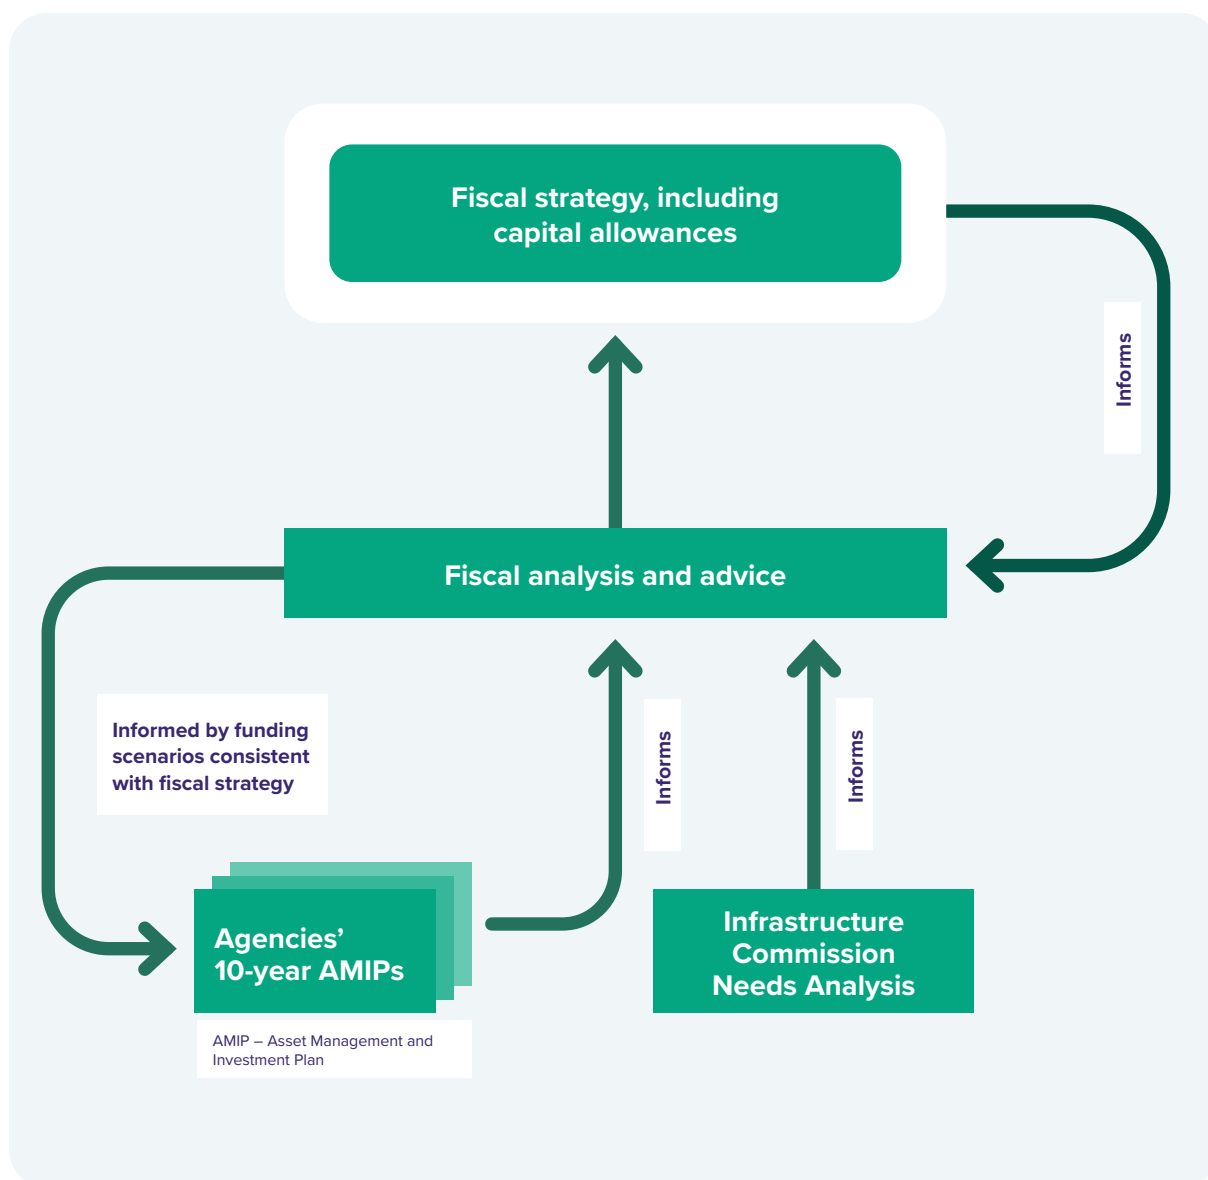 Fiscal strategy, including
capital allowances
Informs
Fiscal analysis and advice
Informed by funding
scenarios consistent
with fiscal strategy
Informs
Informs
Agencies’
10-year AMIPs
Infrastructure
Commission
Needs Analysis
AMIP – Asset Management and
Investment Plan